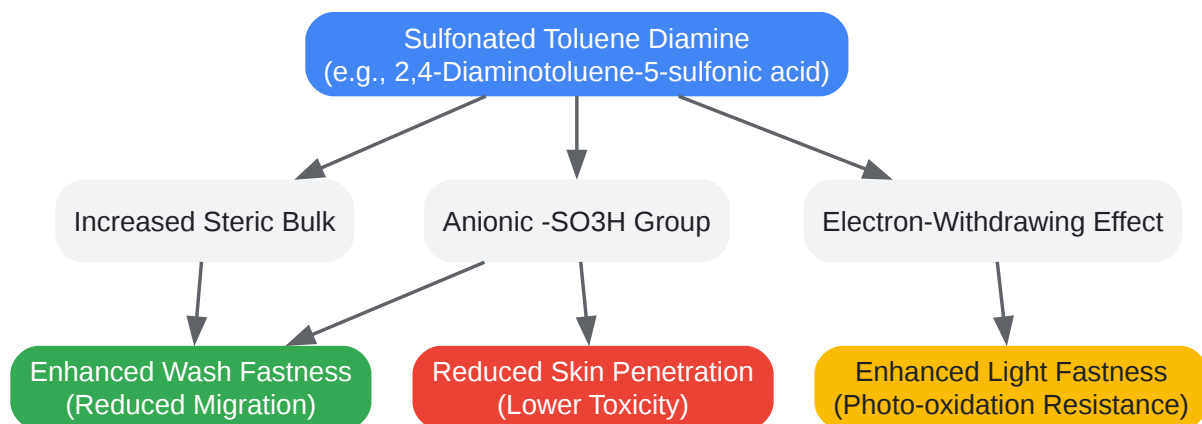 Sulfonated Toluene Diamine
(e.g., 2,4-Diaminotoluene-5-sulfonic acid)
Increased Steric Bulk
Anionic -SO3H Group
Electron-Withdrawing Effect
Enhanced Wash Fastness
(Reduced Migration)
Reduced Skin Penetration
(Lower Toxicity)
Enhanced Light Fastness
(Photo-oxidation Resistance)